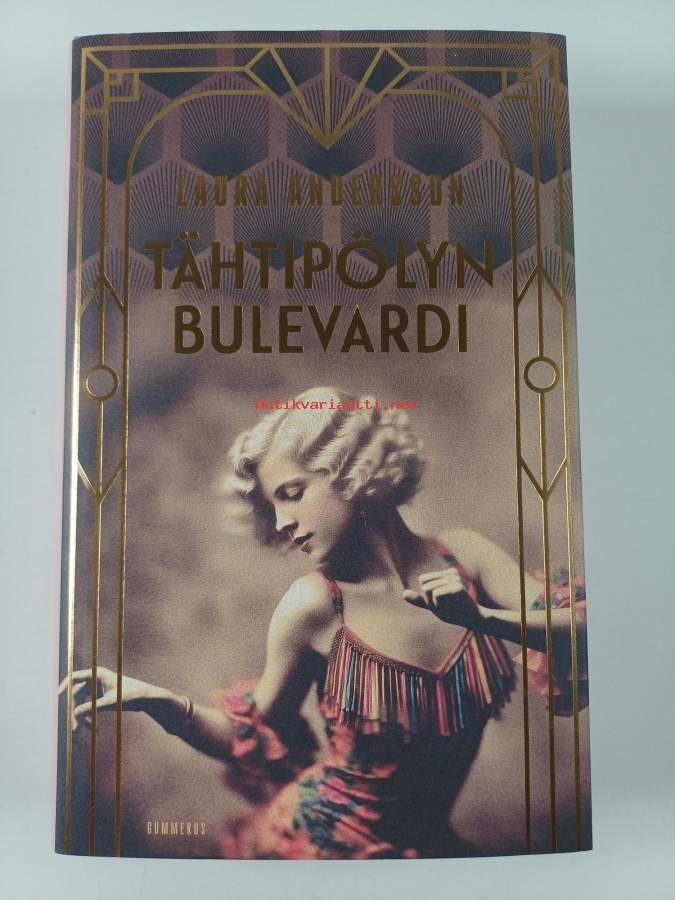 LAURA ANDERSSON
TÄHTIPÖLYN
BULEVARDI
Antikvariaatti.net
GUMMERUS